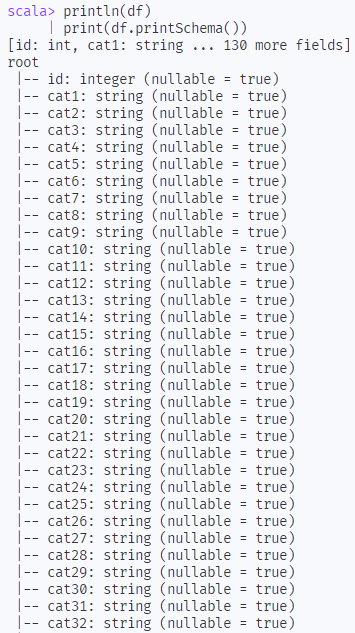 scala> println(df)
| print(df.printSchema())
[id: int, cat1: string ... 130 more fields]
root
|-- id: integer (nullable = true)
|-- cat1: string (nullable = true)
|-- cat2: string (nullable = true)
|-- cat3: string (nullable = true)
|-- cat4: string (nullable = true)
|-- cat5: string (nullable = true)
|-- cat6: string (nullable = true)
|-- cat7: string (nullable = true)
|-- cat8: string (nullable = true)
|-- cat9: string (nullable = true)
|-- cat10: string (nullable = true)
|-- cat11: string (nullable = true)
|-- cat12: string (nullable = true)
|-- cat13: string (nullable = true)
|-- cat14: string (nullable = true)
|-- cat15: string (nullable = true)
|-- cat16: string (nullable = true)
|-- cat17: string (nullable = true)
|-- cat18: string (nullable = true)
|-- cat19: string (nullable = true)
|-- cat20: string (nullable = true)
|-- cat21: string (nullable = true)
|-- cat22: string (nullable = true)
|-- cat23: string (nullable = true)
|-- cat24: string (nullable = true)
|-- cat25: string (nullable = true)
|-- cat26: string (nullable = true)
|-- cat27: string (nullable = true)
|-- cat28: string (nullable = true)
|-- cat29: string (nullable = true)
|-- cat30: string (nullable = true)
|-- cat31: string (nullable = true)
|-- cat32: string (nullable = true)